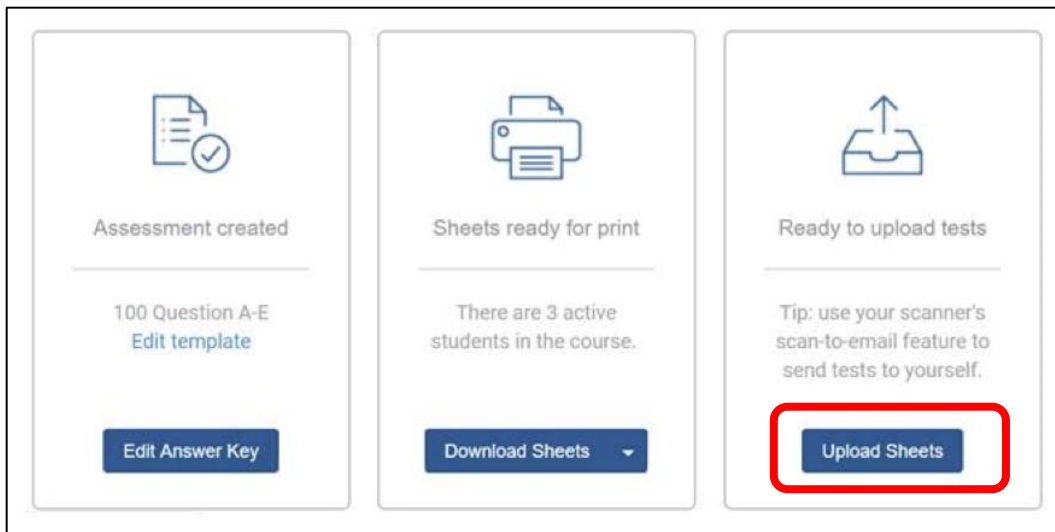 Assessment created
100 Question A-E
Edit template
Edit Answer Key
Sheets ready for print
There are 3 active
students in the course.
Download Sheets
Ready to upload tests
Tip: use your scanner's
scan-to-email feature to
send tests to yourself.
Upload Sheets